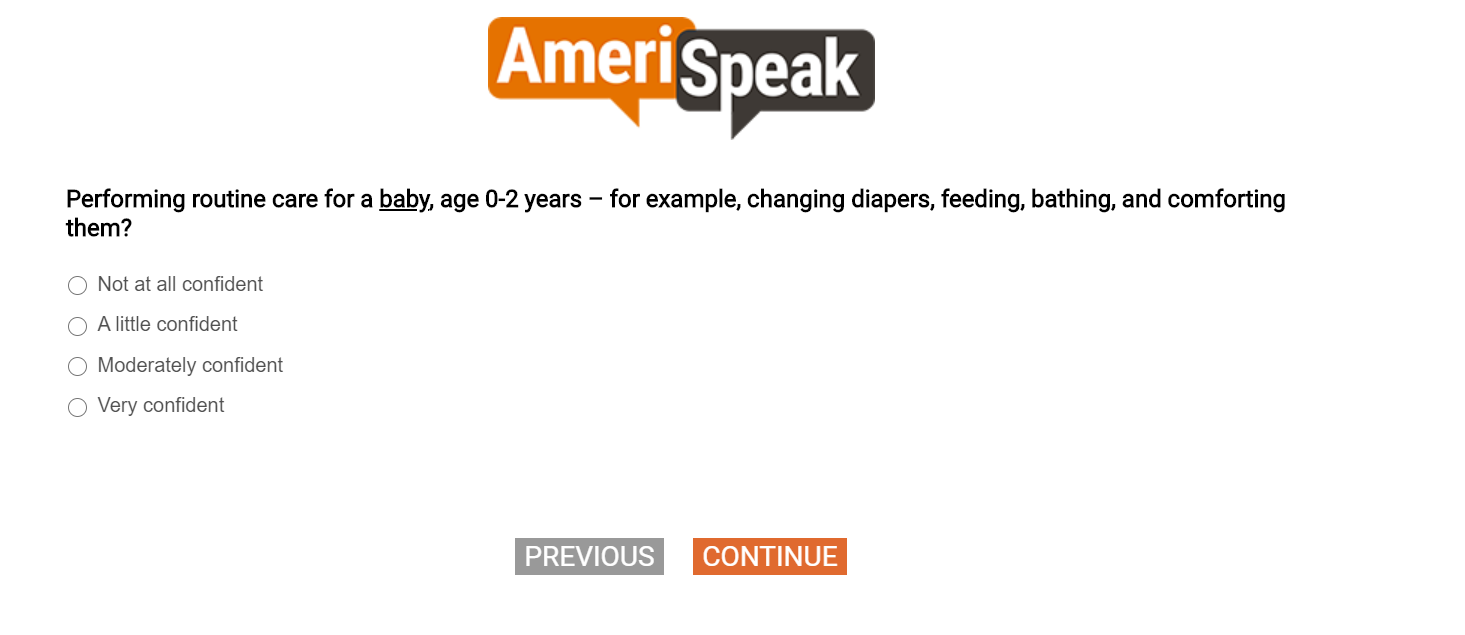 AmeriSpeak
Performing routine care for a baby, age 0-2 years – for example, changing diapers, feeding, bathing, and comforting
them?
Not at all confident
A little confident
Moderately confident
Very confident
PREVIOUS CONTINUE